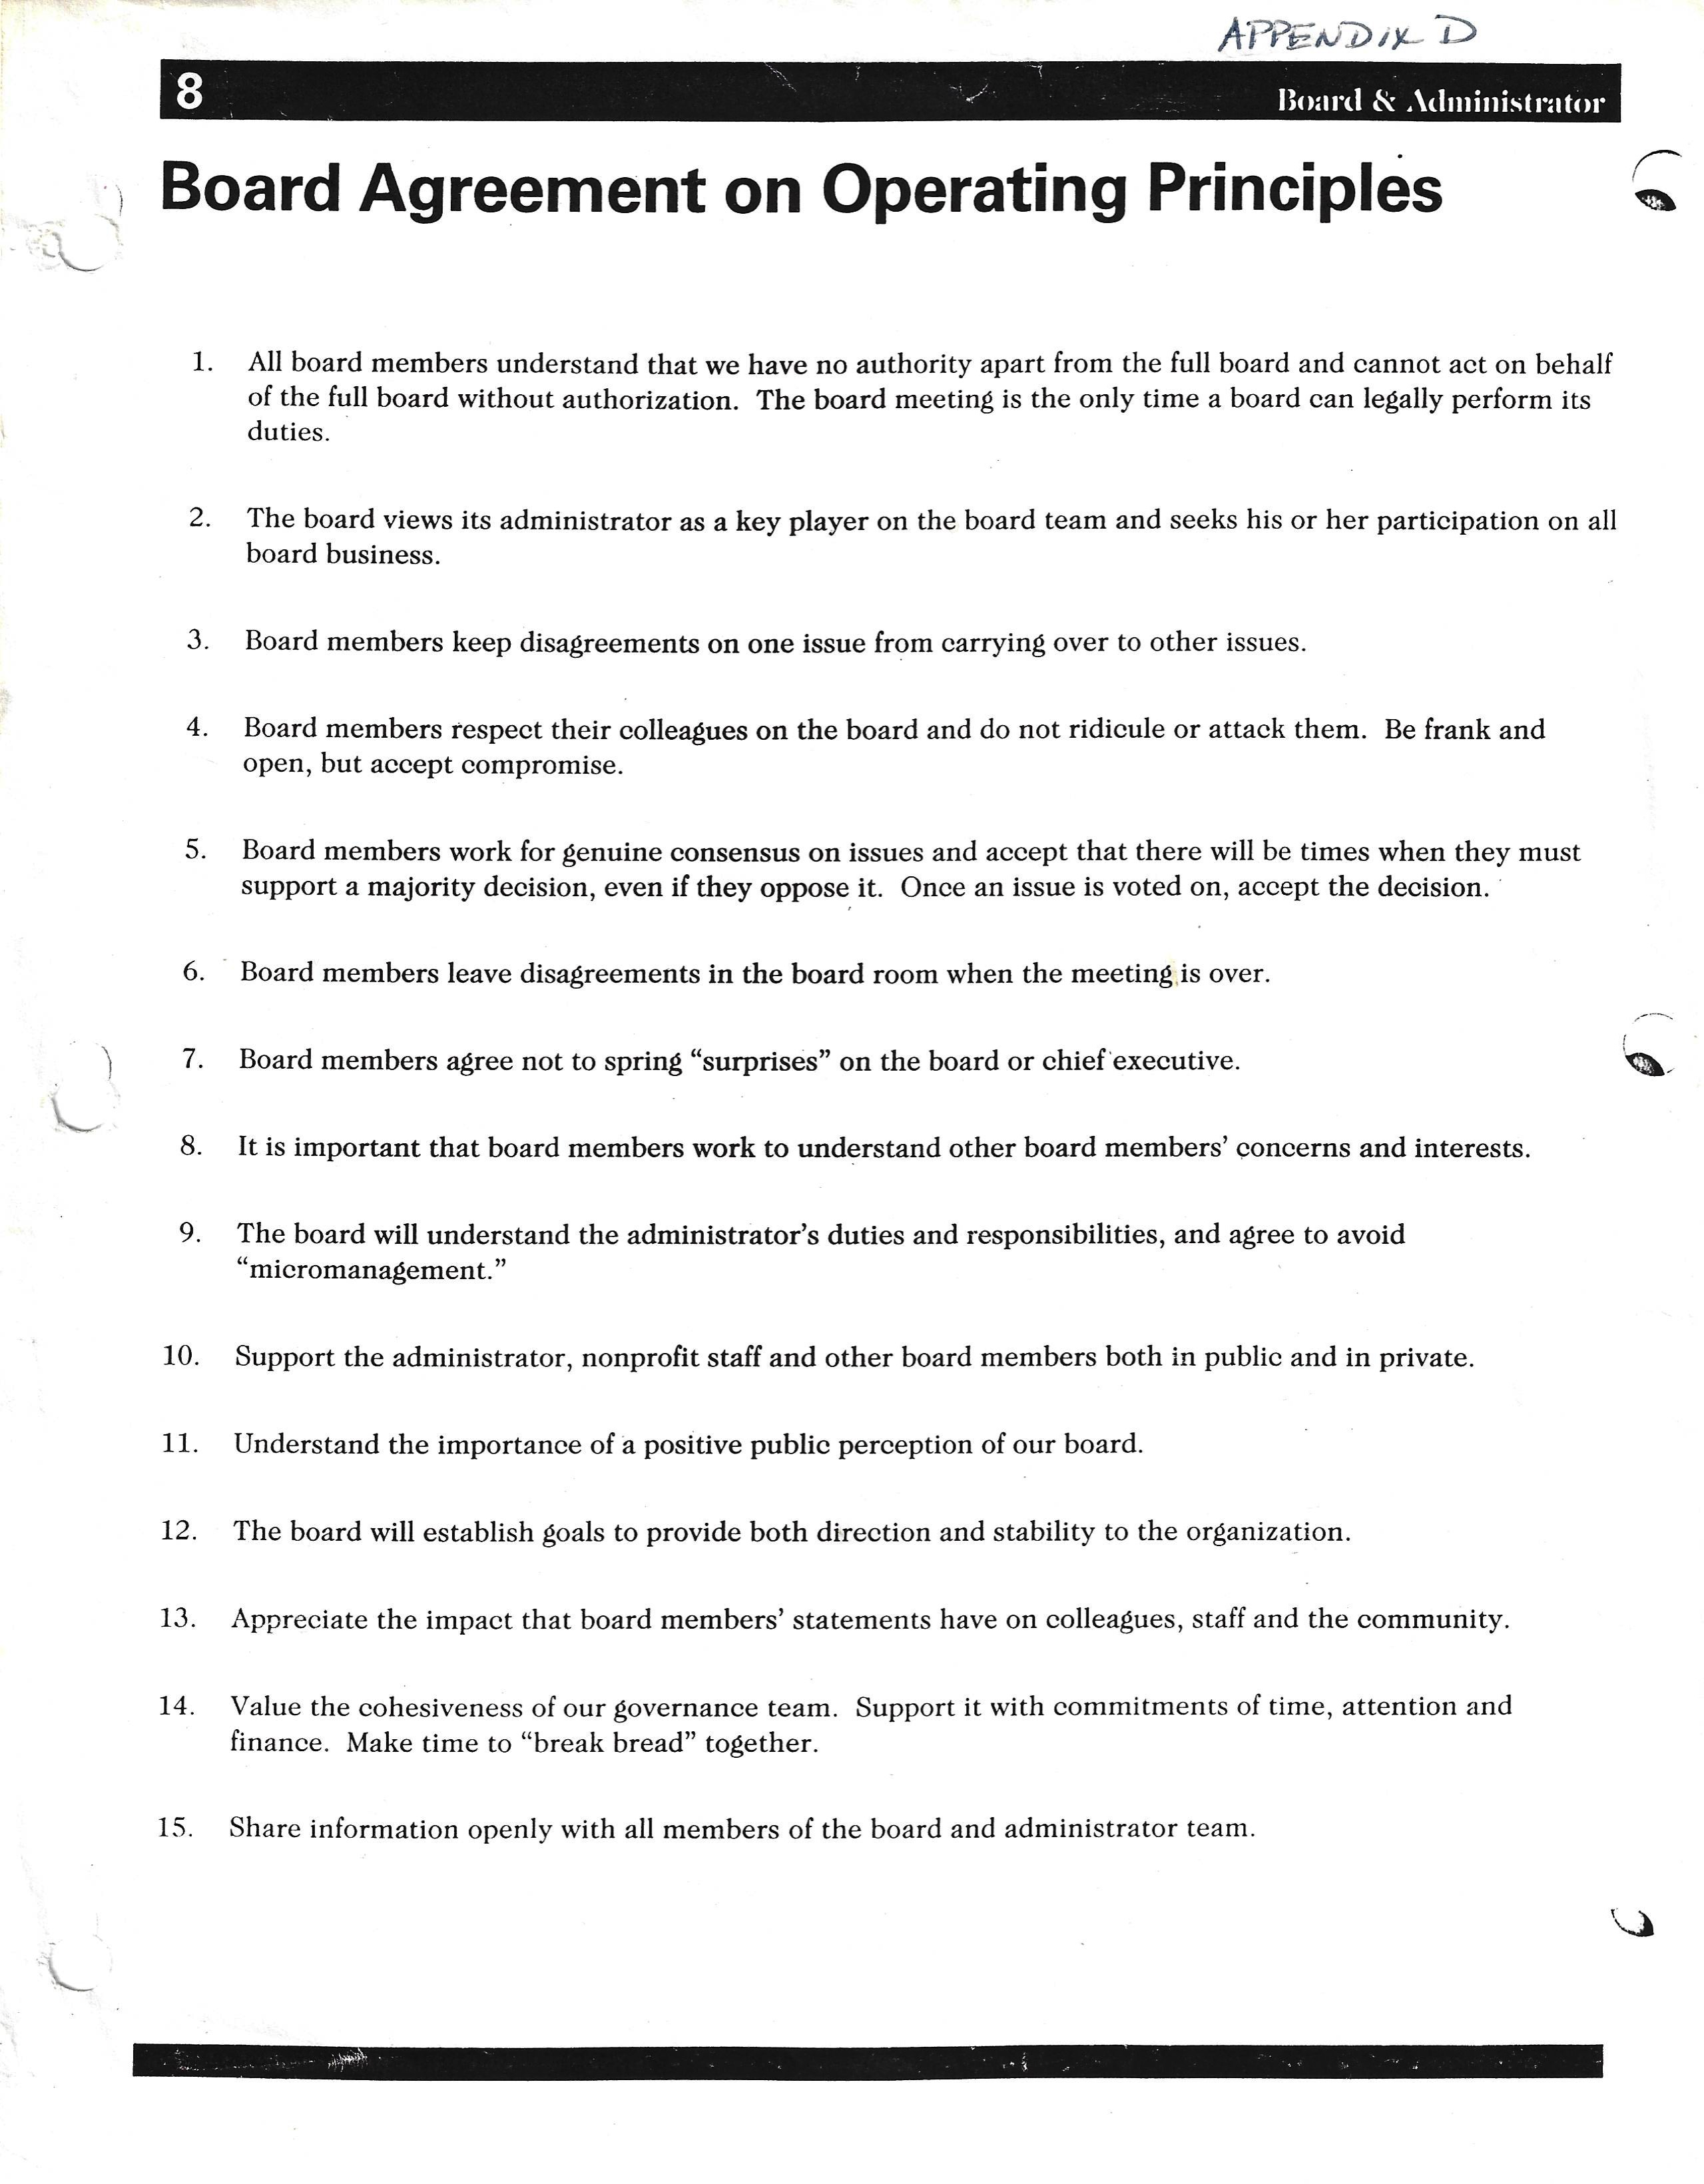 APPENDIX D
8
Board & Administrator
Board Agreement on Operating Principles
1. All board members understand that we have no authority apart from the full board and cannot act on behalf
of the full board without authorization. The board meeting is the only time a board can legally perform its
duties.
2. The board views its administrator as a key player on the board team and seeks his or her participation on all
board business.
3. Board members keep disagreements on one issue from carrying over to other issues.
4. Board members respect their colleagues on the board and do not ridicule or attack them. Be frank and
open, but accept compromise.
5. Board members work for genuine consensus on issues and accept that there will be times when they must
support a majority decision, even if they oppose it. Once an issue is voted on, accept the decision.
6. Board members leave disagreements in the board room when the meeting is over.
7. Board members agree not to spring “surprises” on the board or chief executive.
8. It is important that board members work to understand other board members’ concerns and interests.
9. The board will understand the administrator’s duties and responsibilities, and agree to avoid
“micromanagement.”
10. Support the administrator, nonprofit staff and other board members both in public and in private.
11. Understand the importance of a positive public perception of our board.
12. The board will establish goals to provide both direction and stability to the organization.
13. Appreciate the impact that board members’ statements have on colleagues, staff and the community.
14. Value the cohesiveness of our governance team. Support it with commitments of time, attention and
finance. Make time to “break bread” together.
15. Share information openly with all members of the board and administrator team.